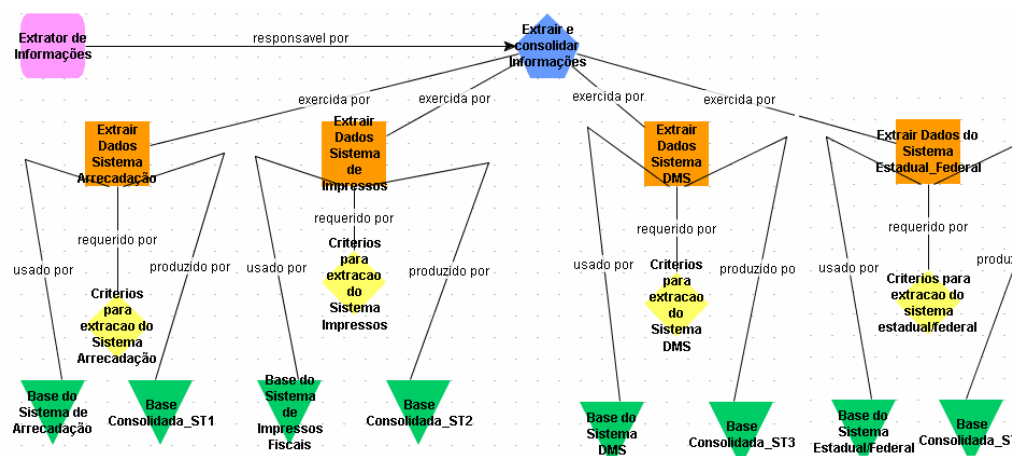 Extrator de
Informações
responsavel por
Extrair e
consolidar
Informações
exercida por
exercida por
exercida por
exercida por
Extrair
Dados
Sistema
Arrecadação
Extrair
Dados
Sistema
de
Impressos
Extrair
Dados
Sistema
DMS
Extrair Dados do
Sistema
Estadual_Federal
usado por
requerido por
produzido por
usado por
requerido por
produzido por
usado por
requerido por
produzido por
usado por
requerido por
produz
Criterios
para
extracao do
Sistema
Arrecadação
Criterios
para
extracao
do
Sistema
Impressos
Criterios
para
extracao
do
Sistema
DMS
Criterios para
extracao do
sistema
estadual/federal
Base do
Sistema de
Arrecadação
Base
Consolidada_ST1
Base do
Sistema
de
Impressos
Fiscais
Base
Consolidada_ST2
Base do
Sistema
DMS
Base
Consolidada_ST3
Base do
Sistema
Estadual/Federal
Base
Consolidada_ST